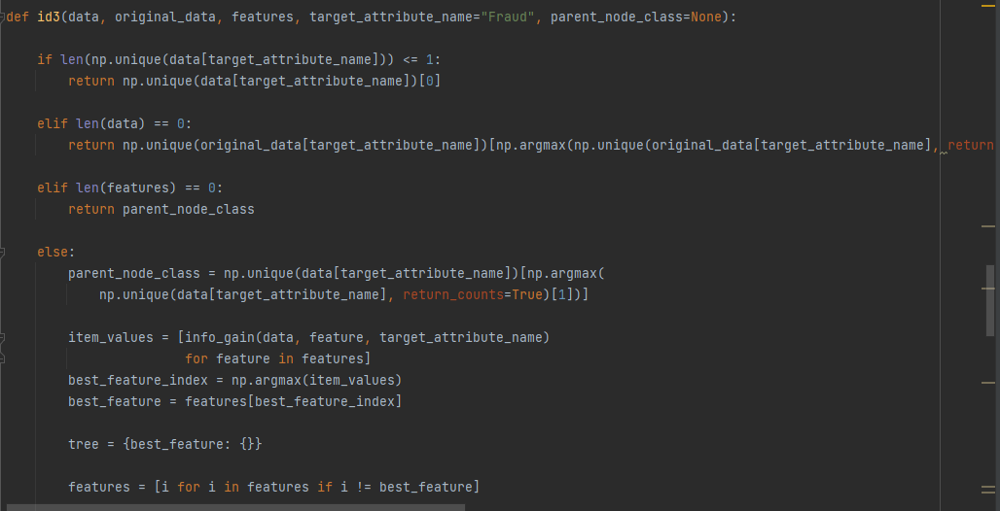 def id3(data, original_data, features, target_attribute_name="Fraud", parent_node_class=None):
if len(np.unique(data[target_attribute_name])) <= 1:
return np.unique(data[target_attribute_name])[0]
elif len(data) == 0:
return np.unique(original_data[target_attribute_name])[np.argmax(np.unique(original_data[target_attribute_name], return
elif len(features) == 0:
return parent_node_class
else:
parent_node_class = np.unique(data[target_attribute_name])[np.argmax(
np.unique(data[target_attribute_name], return_counts=True)[1])]
item_values = [info_gain(data, feature, target_attribute_name)
for feature in features]
best_feature_index = np.argmax(item_values)
best_feature = features[best_feature_index]
tree = {best_feature: {}}
features = [i for i in features if i != best_feature]